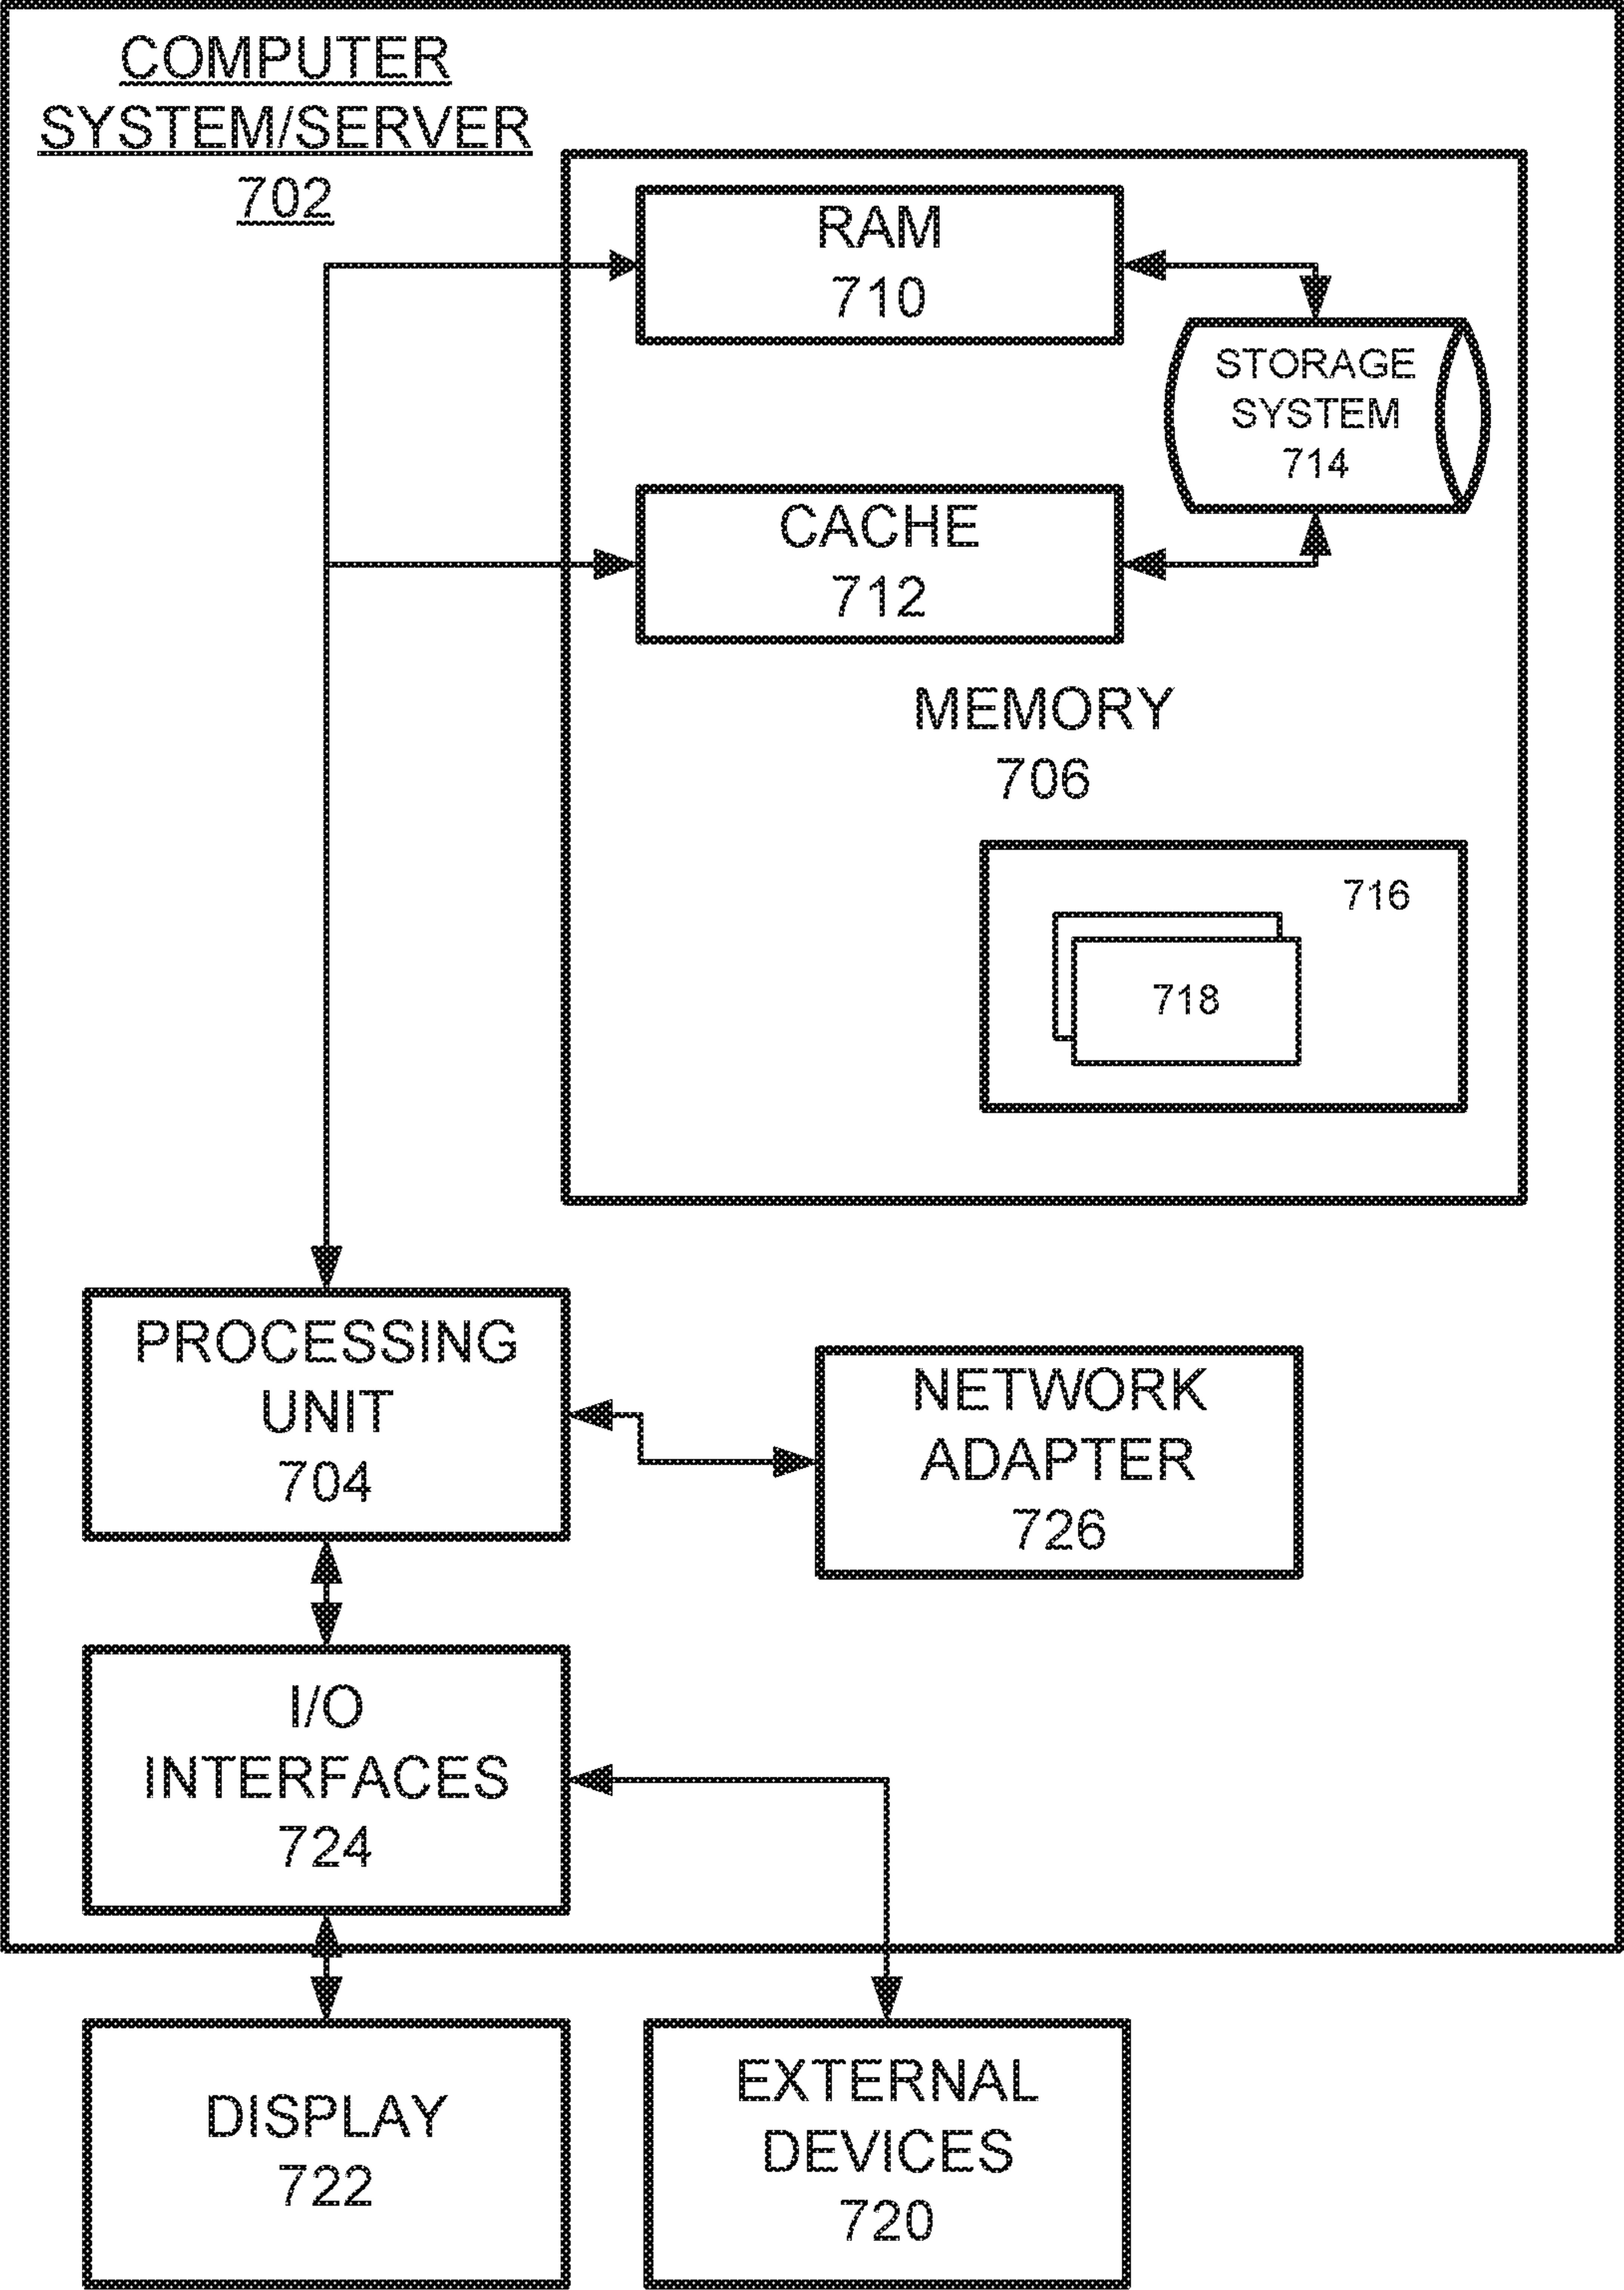 COMPUTER
SYSTEM/SERVER
702
RAM
710
STORAGE
SYSTEM
714
CACHE
712
MEMORY
706
716
718
PROCESSING
UNIT
704
NETWORK
ADAPTER
726
I/O
INTERFACES
724
DISPLAY
722
EXTERNAL
DEVICES
720